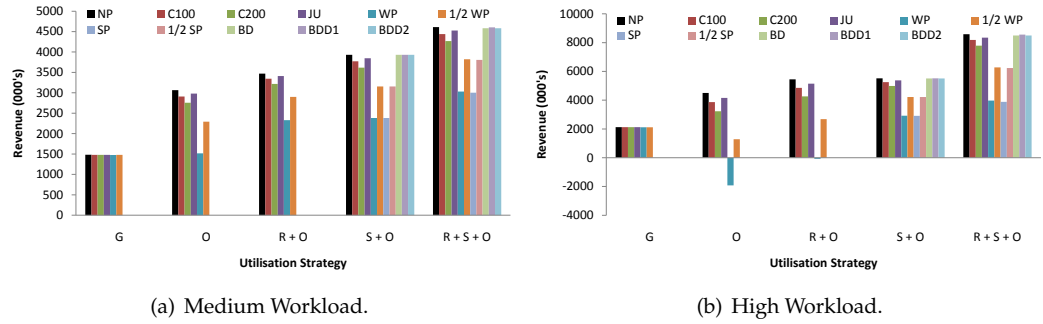 NP C100 C200 JU WP 1/2 WP
SP 1/2 SP BD BDD1 BDD2
5000
4500
4000
3500
3000
2500
2000
1500
1000
500
0
Revenue (000's)
G O R + O S + O R + S + O
Utilisation Strategy
(a) Medium Workload.
NP C100 C200 JU WP 1/2 WP
SP 1/2 SP BD BDD1 BDD2
10000
8000
6000
4000
2000
0
-2000
-4000
Revenue (000's)
G O R + O S + O R + S + O
Utilisation Strategy
(b) High Workload.